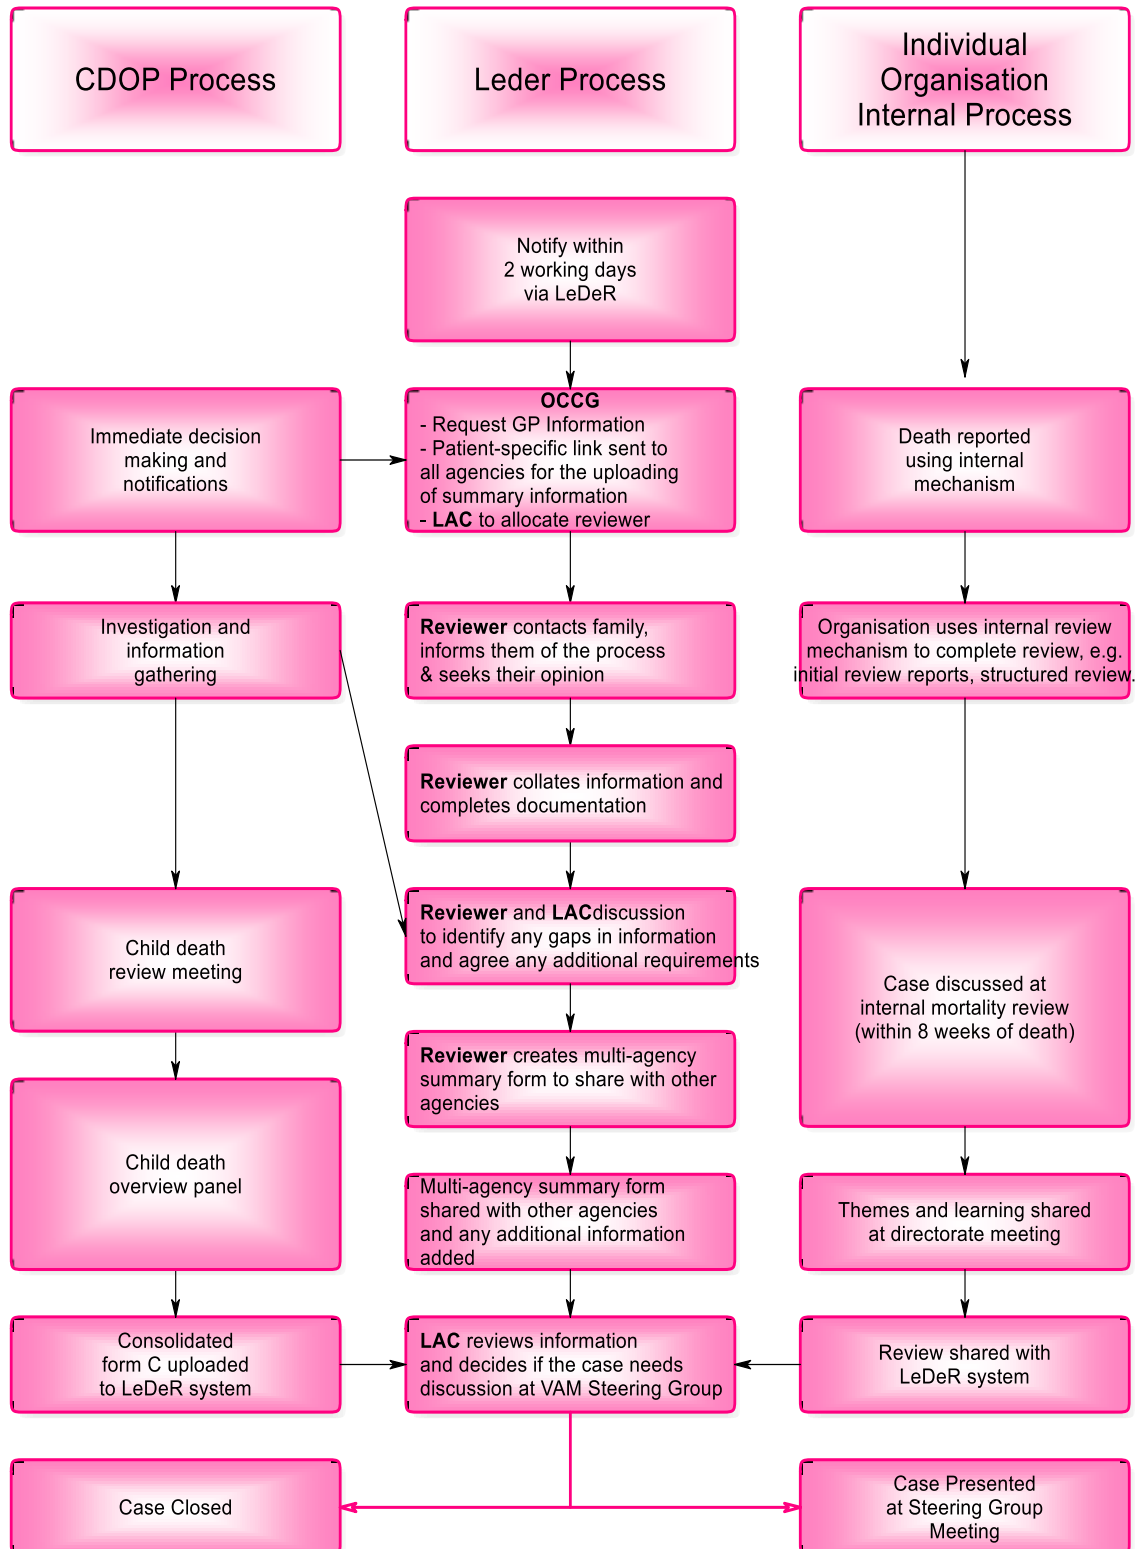 CDOP Process
Leder Process
Individual
Organisation
Internal Process
Notify within
2 working days
via LeDeR
Immediate decision
making and
notifications
OCCG
- Request GP Information
- Patient-specific link sent to
all agencies for the uploading
of summary information
- LAC to allocate reviewer
Death reported
using internal
mechanism
Investigation and
information
gathering
Reviewer contacts family,
informs them of the process
& seeks their opinion
Organisation uses internal review
mechanism to complete review, e.g.
initial review reports, structured review.
Reviewer collates information and
completes documentation
Child death
review meeting
Reviewer and LACdiscussion
to identify any gaps in information
and agree any additional requirements
Case discussed at
internal mortality review
(within 8 weeks of death)
Reviewer creates multi-agency
summary form to share with other
agencies
Child death
overview panel
Multi-agency summary form
shared with other agencies
and any additional information
added
Themes and learning shared
at directorate meeting
Consolidated
form C uploaded
to LeDeR system
LAC reviews information
and decides if the case needs
discussion at VAM Steering Group
Review shared with
LeDeR system
Case Closed
Case Presented
at Steering Group
Meeting